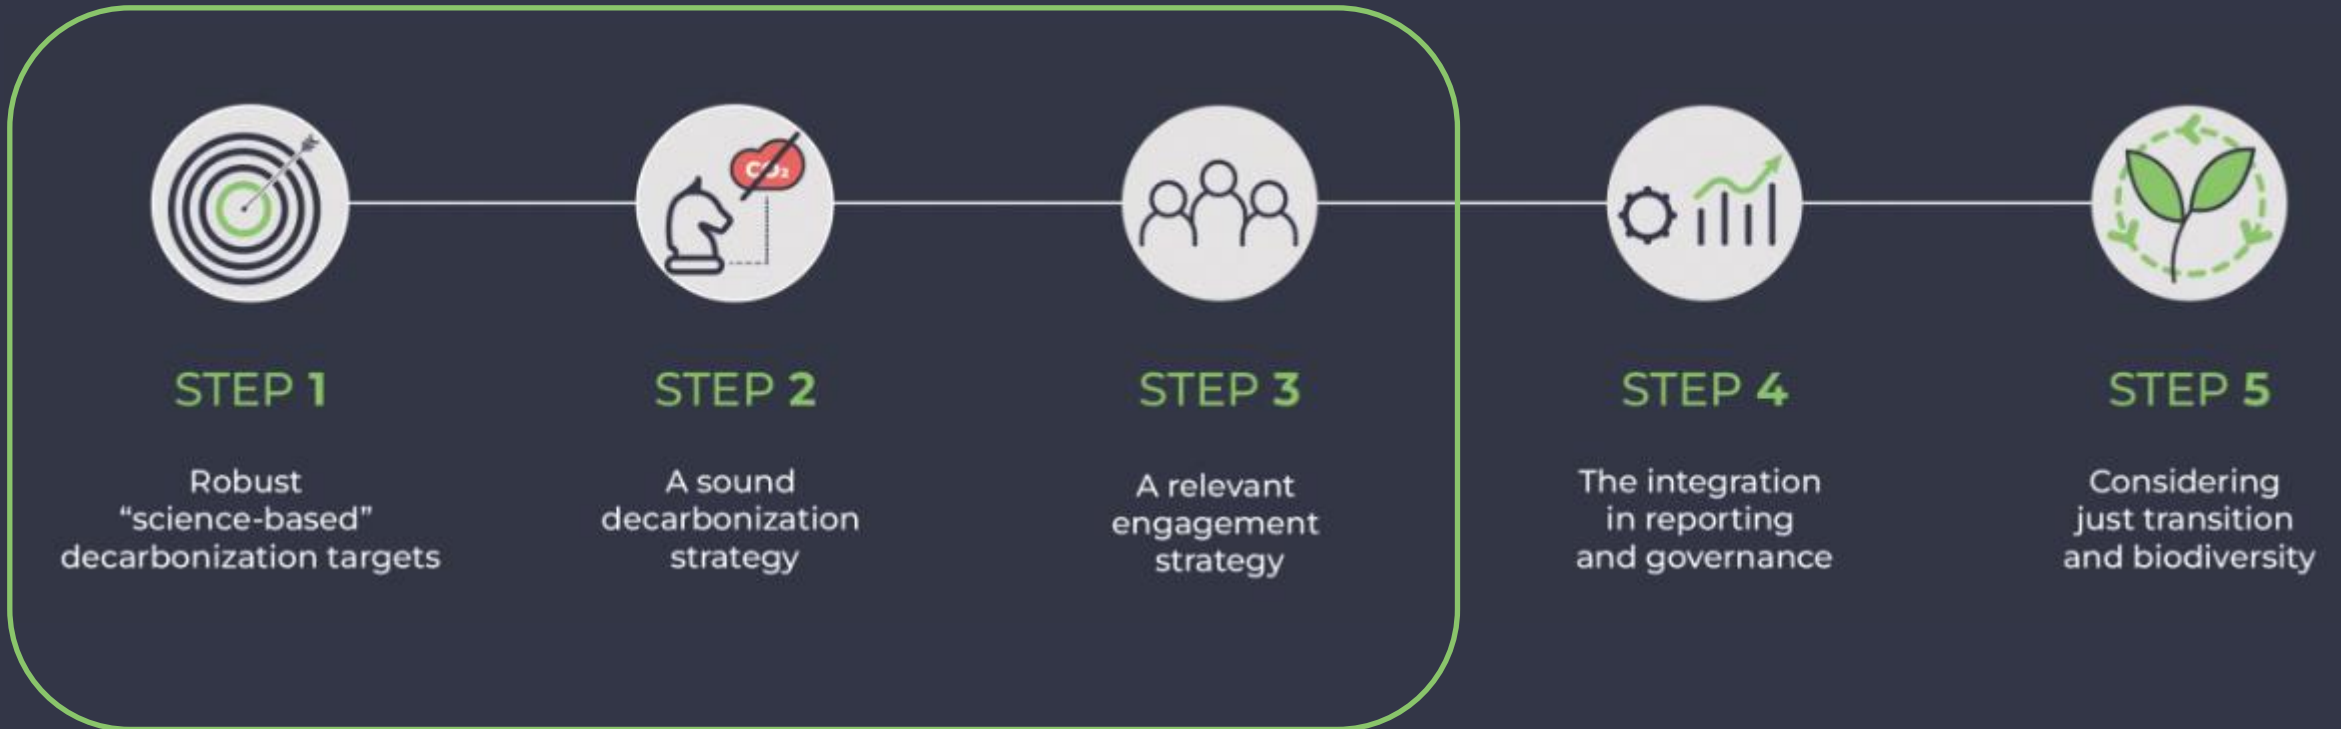 CO₂
STEP 1
Robust
“science-based”
decarbonization targets
STEP 2
A sound
decarbonization
strategy
STEP 3
A relevant
engagement
strategy
STEP 4
The integration
in reporting
and governance
STEP 5
Considering
just transition
and biodiversity